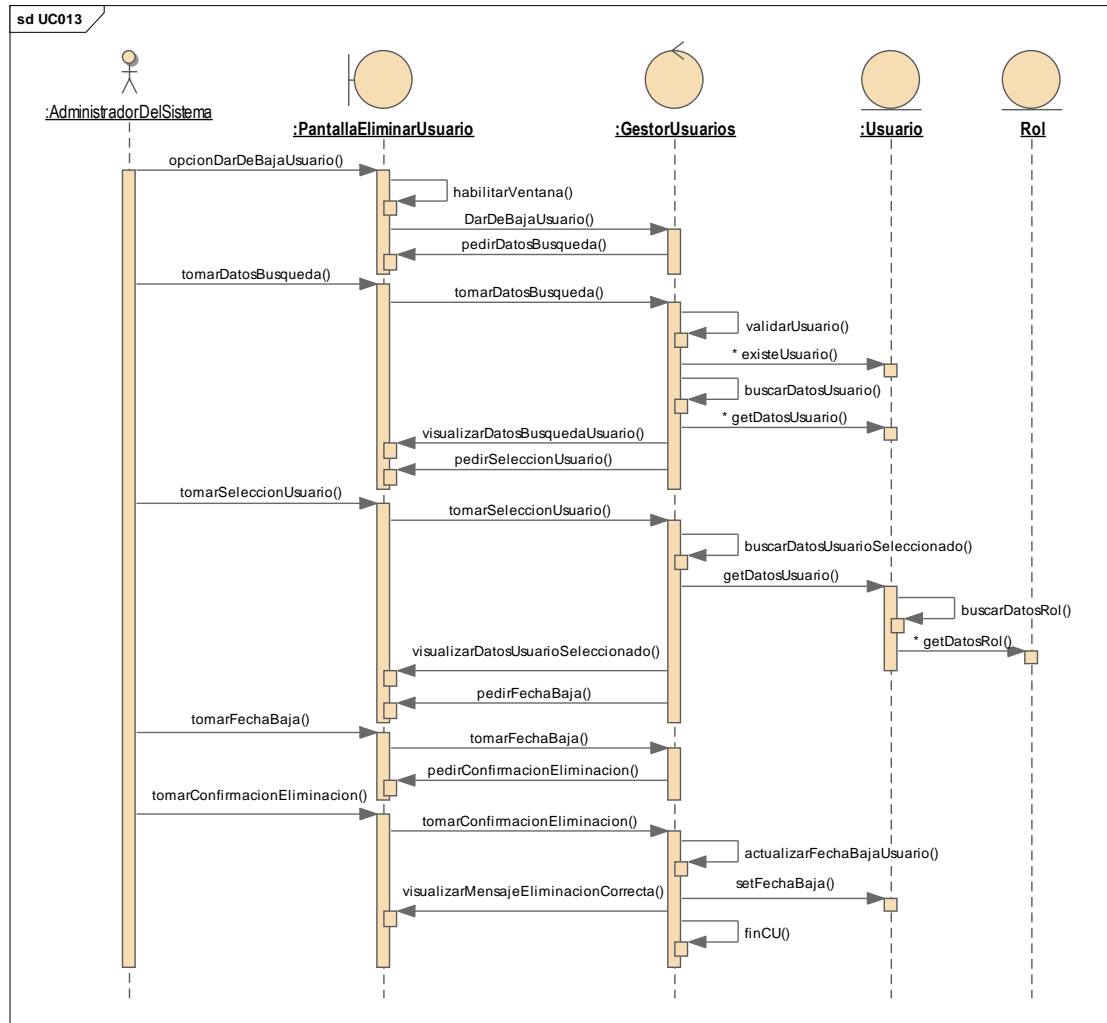 sd UC013
:AdministradorDelSistema
:PantallaEliminarUsuario
:GestorUsuarios
:Usuario
Rol
opcionDarDeBajaUsuario()
habilitarVentana()
DarDeBajaUsuario()
pedirDatosBusqueda()
tomarDatosBusqueda()
tomarDatosBusqueda()
validarUsuario()
* existeUsuario()
buscarDatosUsuario()
* getDatosUsuario()
visualizarDatosBusquedaUsuario()
pedirSeleccionUsuario()
tomarSeleccionUsuario()
tomarSeleccionUsuario()
buscarDatosUsuarioSeleccionado()
getDatosUsuario()
buscarDatosRol()
* getDatosRol()
visualizarDatosUsuarioSeleccionado()
pedirFechaBaja()
tomarFechaBaja()
tomarFechaBaja()
pedirConfirmacionEliminacion()
tomarConfirmacionEliminacion()
tomarConfirmacionEliminacion()
actualizarFechaBajaUsuario()
setFechaBaja()
visualizarMensajeEliminacionCorrecta()
finCU()